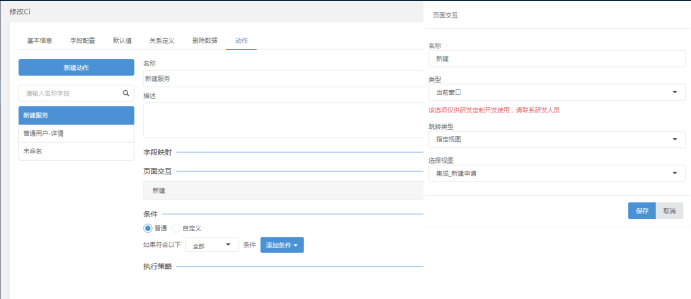 修改Ci
基本信息 字段配置 默认值 关系定义 删除数据 动作
新建动作
请输入名称字段
新建服务
普通用户-详情
未命名
名称
新建服务
描述
字段映射
页面交互
新建
条件
普通 自定义
如果符合以下 全部 条件 添加条件
执行策略
页面交互
名称
新建
类型
当前窗口
该选项仅供研发定制开发使用，请联系研发人员
跳转类型
指定视图
选择视图
集成_新建申请
保存 取消